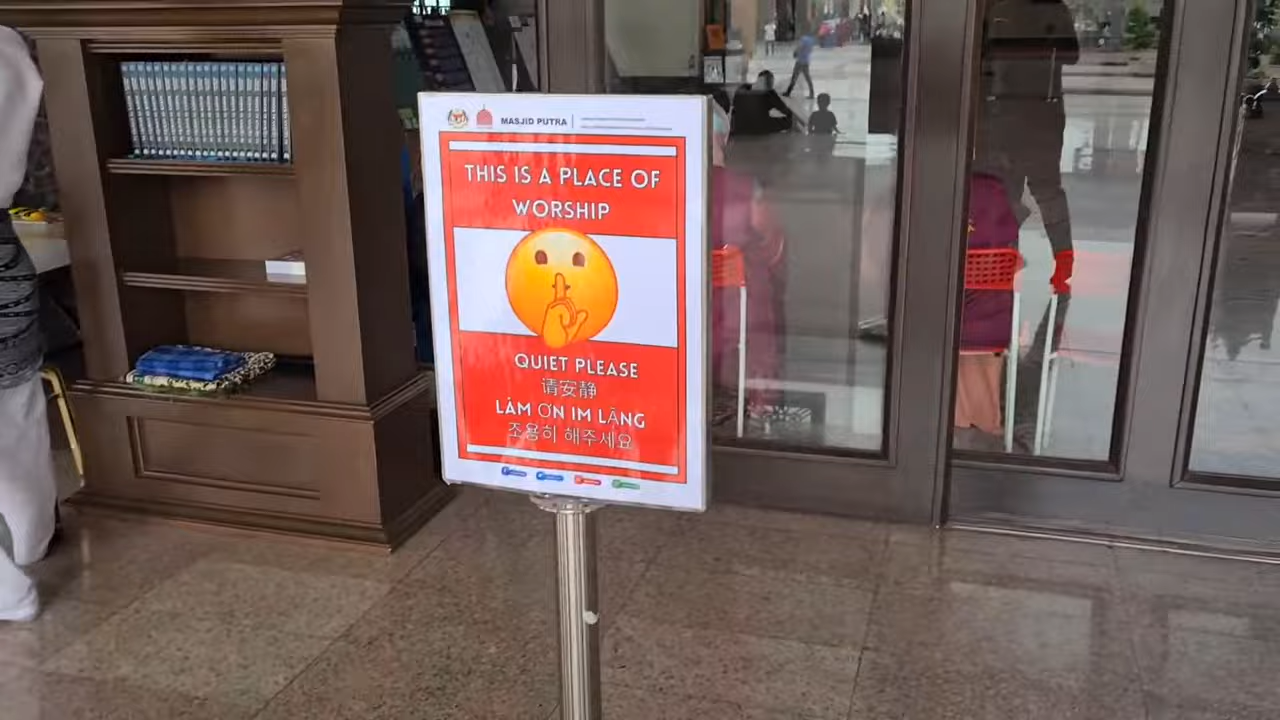 MASJID PUTRA
THIS IS A PLACE OF
WORSHIP
QUIET PLEASE
请安静
LÀM ƠN IM LẶNG
조용히 해주세요